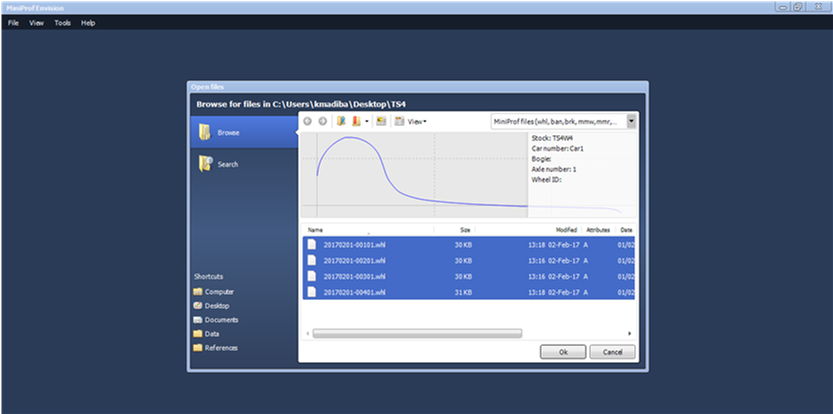 MiniProf Envision
File View Tools Help
Open files
Browse for files in C:\Users\kmadiba\Desktop\TS4
Browse
Search
Shortcuts
Computer
Desktop
Documents
Data
References
View
MiniProf files (whl, ban, brk, mmw, mmr, ...
Stock: TS4W4
Car number: Car1
Bogie:
Axle number: 1
Wheel ID:
Name Size Modified Attributes Date
20170201-00101.whl 30 KB 13:18 02-Feb-17 A 01/02
20170201-00201.whl 30 KB 13:16 02-Feb-17 A 01/02
20170201-00301.whl 30 KB 13:16 02-Feb-17 A 01/02
20170201-00401.whl 31 KB 13:18 02-Feb-17 A 01/02
Ok Cancel